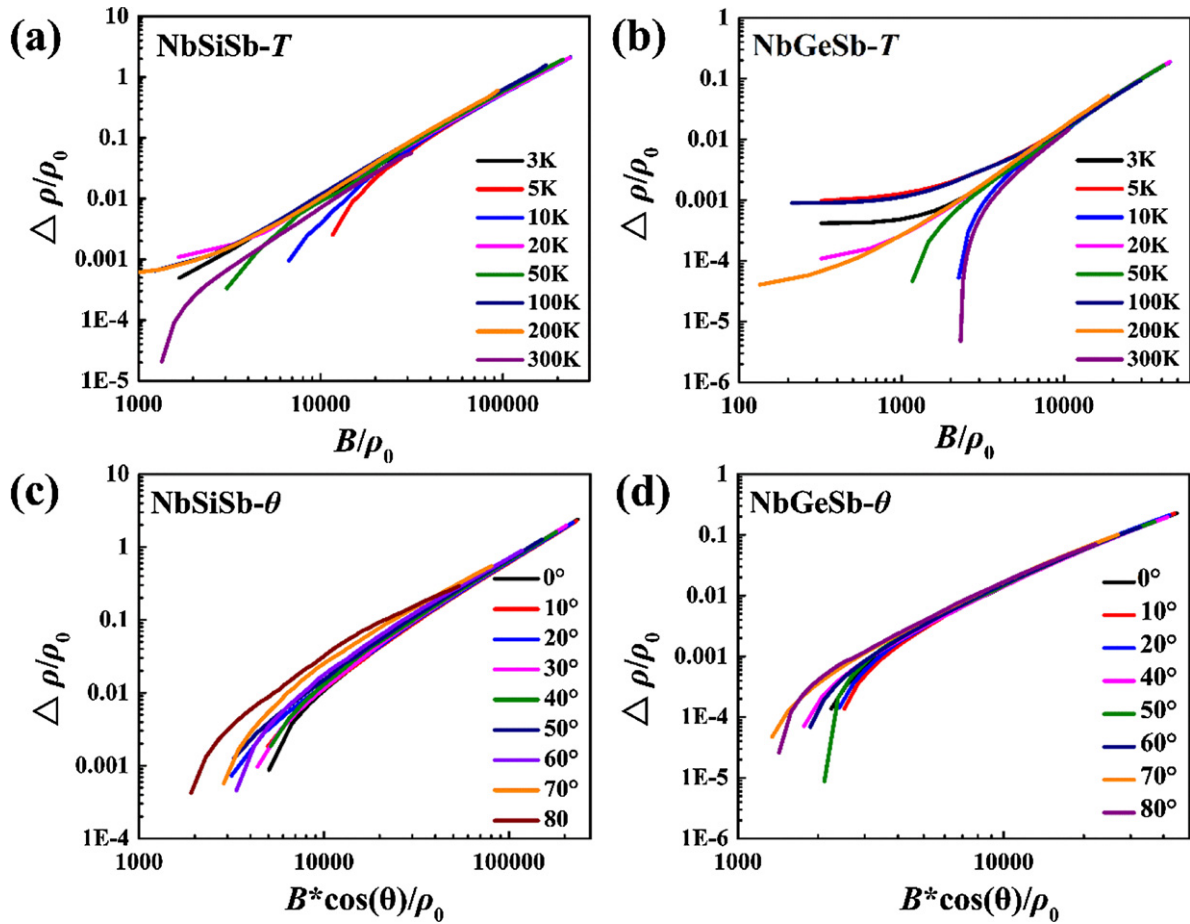 (a)
NbSiSb-T
10
1
0.1
0.01
0.001
1E-4
1E-5
△ ρ/ρ₀
3K
5K
10K
20K
50K
100K
200K
300K
1000
10000
100000
B/ρ₀
(b)
NbGeSb-T
1
0.1
0.01
0.001
1E-4
1E-5
1E-6
△ ρ/ρ₀
3K
5K
10K
20K
50K
100K
200K
300K
100
1000
10000
B/ρ₀
(c)
NbSiSb-θ
10
1
0.1
0.01
0.001
1E-4
△ ρ/ρ₀
0°
10°
20°
30°
40°
50°
60°
70°
80
1000
10000
100000
B*cos(θ)/ρ₀
(d)
NbGeSb-θ
1
0.1
0.01
0.001
1E-4
1E-5
1E-6
△ ρ/ρ₀
0°
10°
20°
40°
50°
60°
70°
80°
1000
10000
B*cos(θ)/ρ₀